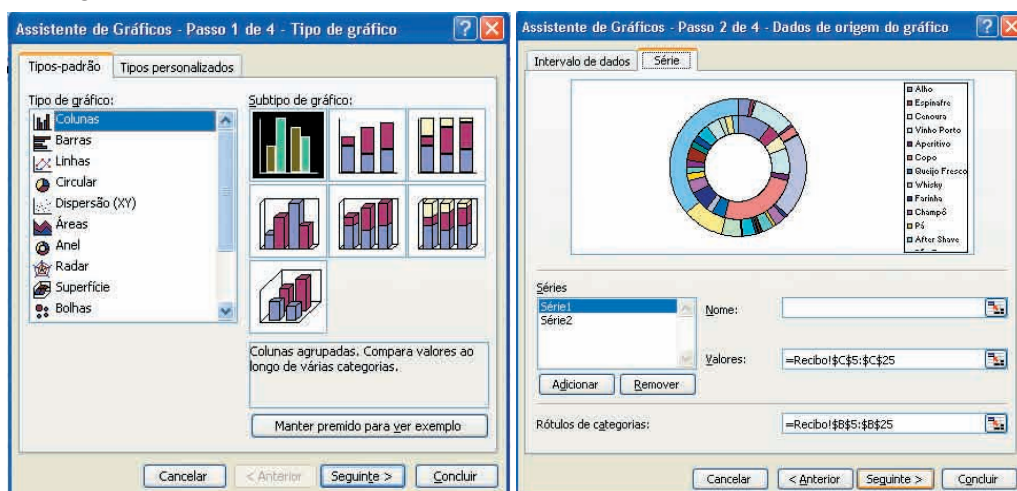 Assistente de Gráficos - Passo 1 de 4 - Tipo de gráfico
Tipos-padrão
Tipos personalizados
Tipo de gráfico:
Colunas
Barras
Linhas
Circular
Dispersão (XY)
Áreas
Anel
Radar
Superfície
Bolhas
Subtipo de gráfico:
Colunas agrupadas. Compara valores ao
longo de várias categorias.
Manter premido para ver exemplo
Cancelar
< Anterior
Seguinte >
Concluir
Assistente de Gráficos - Passo 2 de 4 - Dados de origem do gráfico
Intervalo de dados
Série
Alho
Espinafre
Cenoura
Vinho Porto
Aperitivo
Copo
Queijo Fresco
Whisky
Farinha
Champô
Pó
After Shave
Séries
Série1
Série2
Adicionar
Remover
Nome:
Valores:
=Recibo!$C$5:$C$25
Rótulos de categorias:
=Recibo!$B$5:$B$25
Cancelar
< Anterior
Seguinte >
Concluir